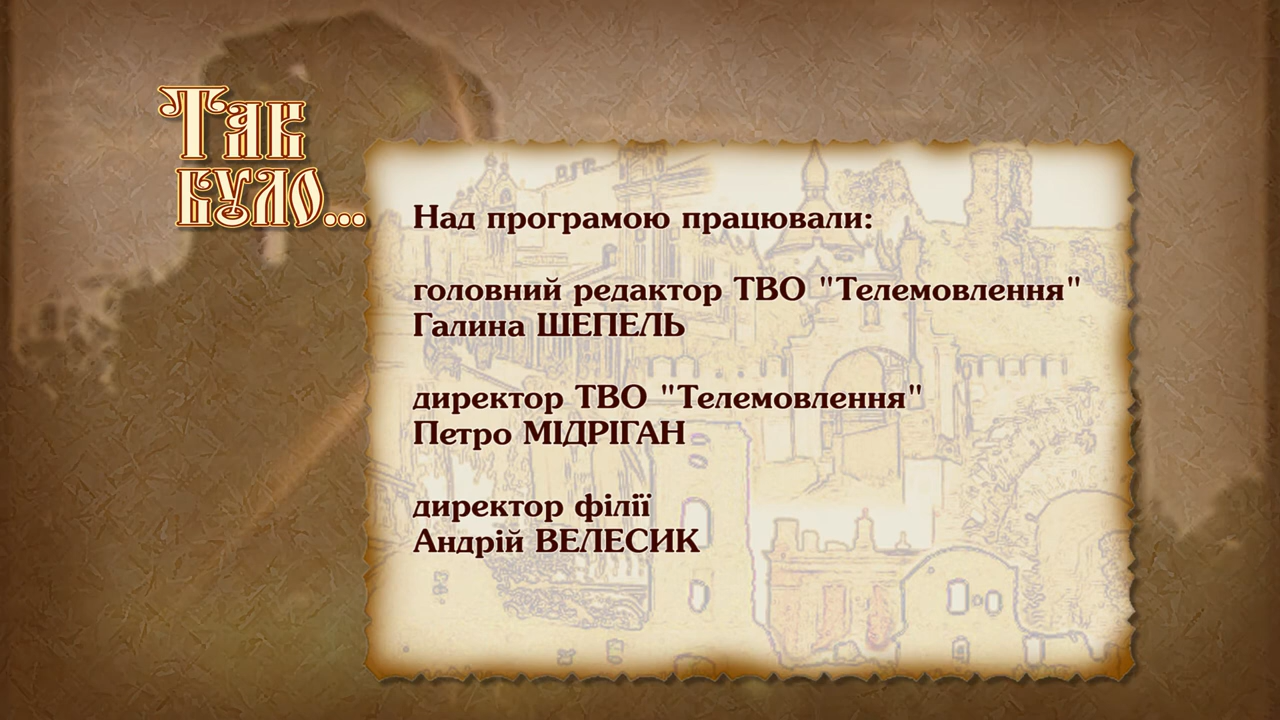 Так
було...
Над програмою працювали:
головний редактор ТВО "Телемовлення"
Галина ШЕПЕЛЬ
директор ТВО "Телемовлення"
Петро МІДРІГАН
директор філії
Андрій ВЕЛЕСИК